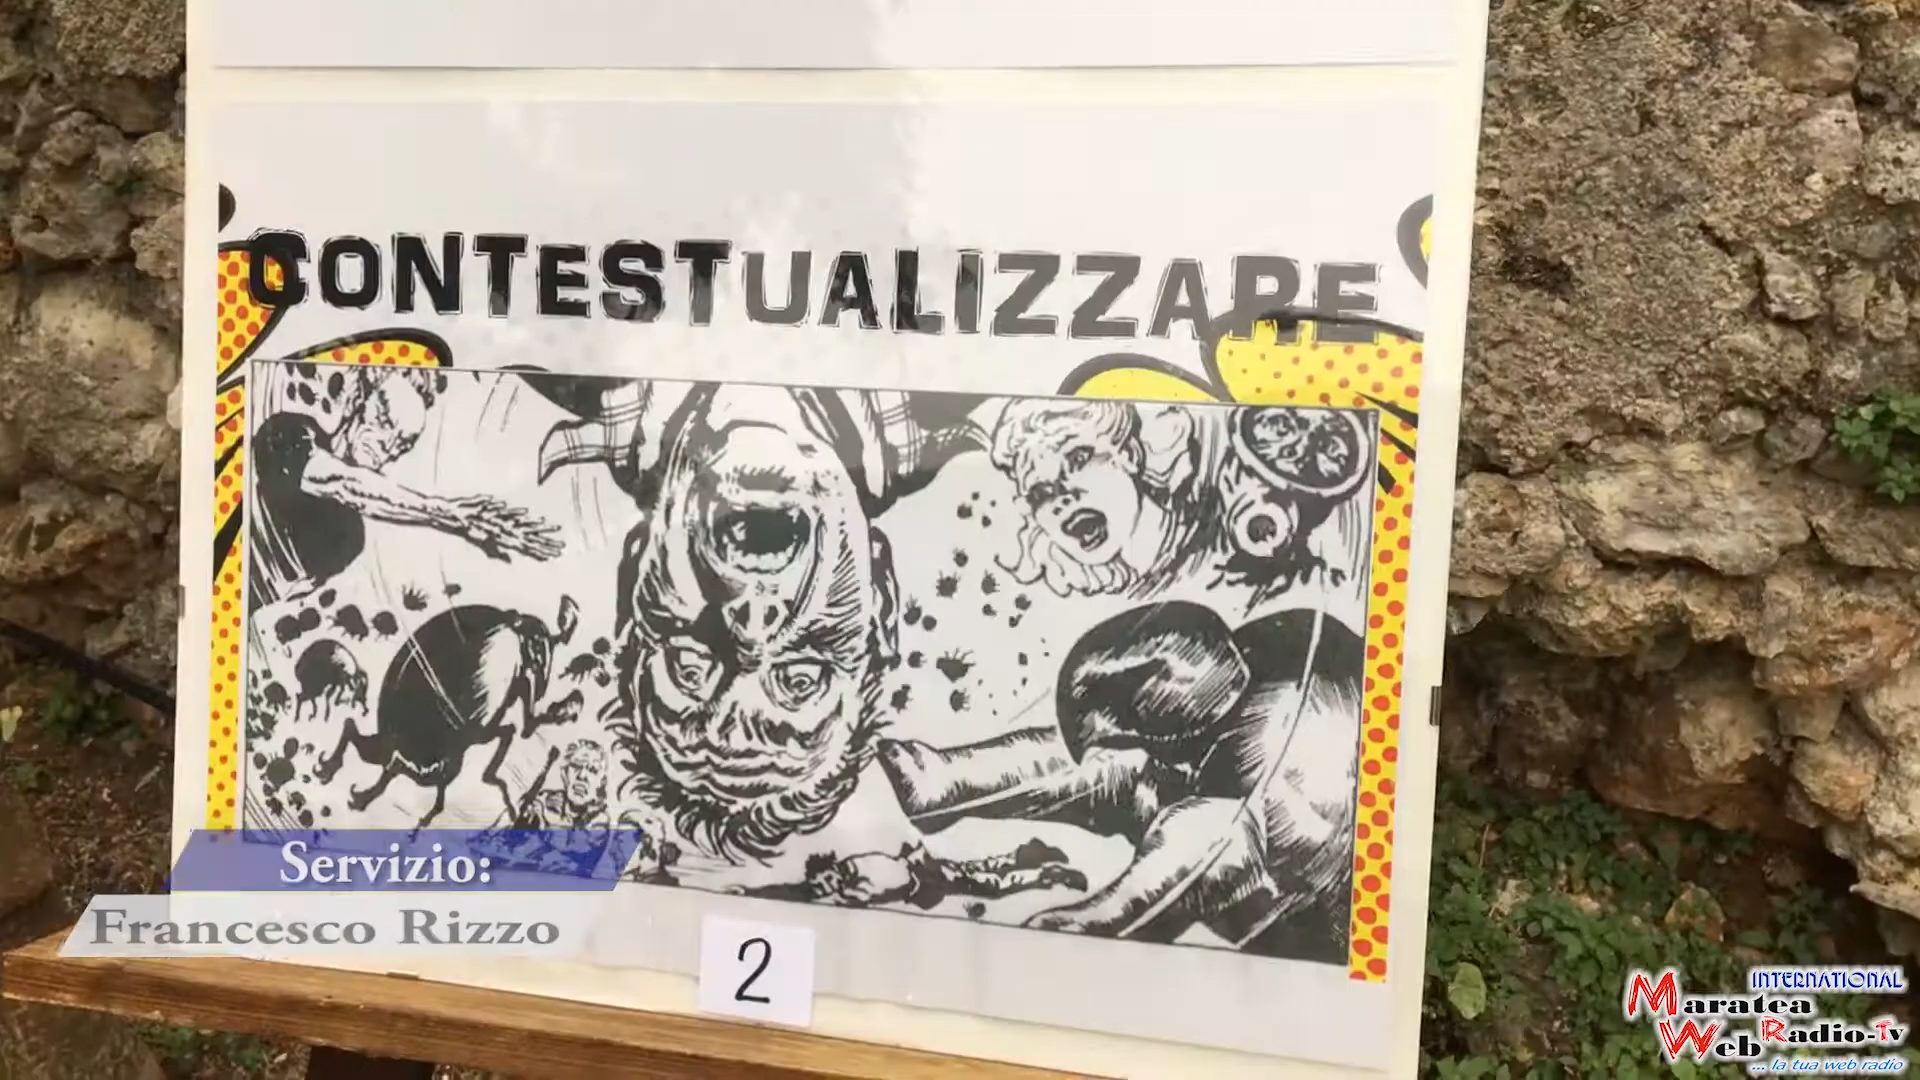 CONTESTUALIZZARE
Servizio:
Francesco Rizzo
2
INTERNATIONAL
Maratea
Web Radio-Tv
... la tua web radio